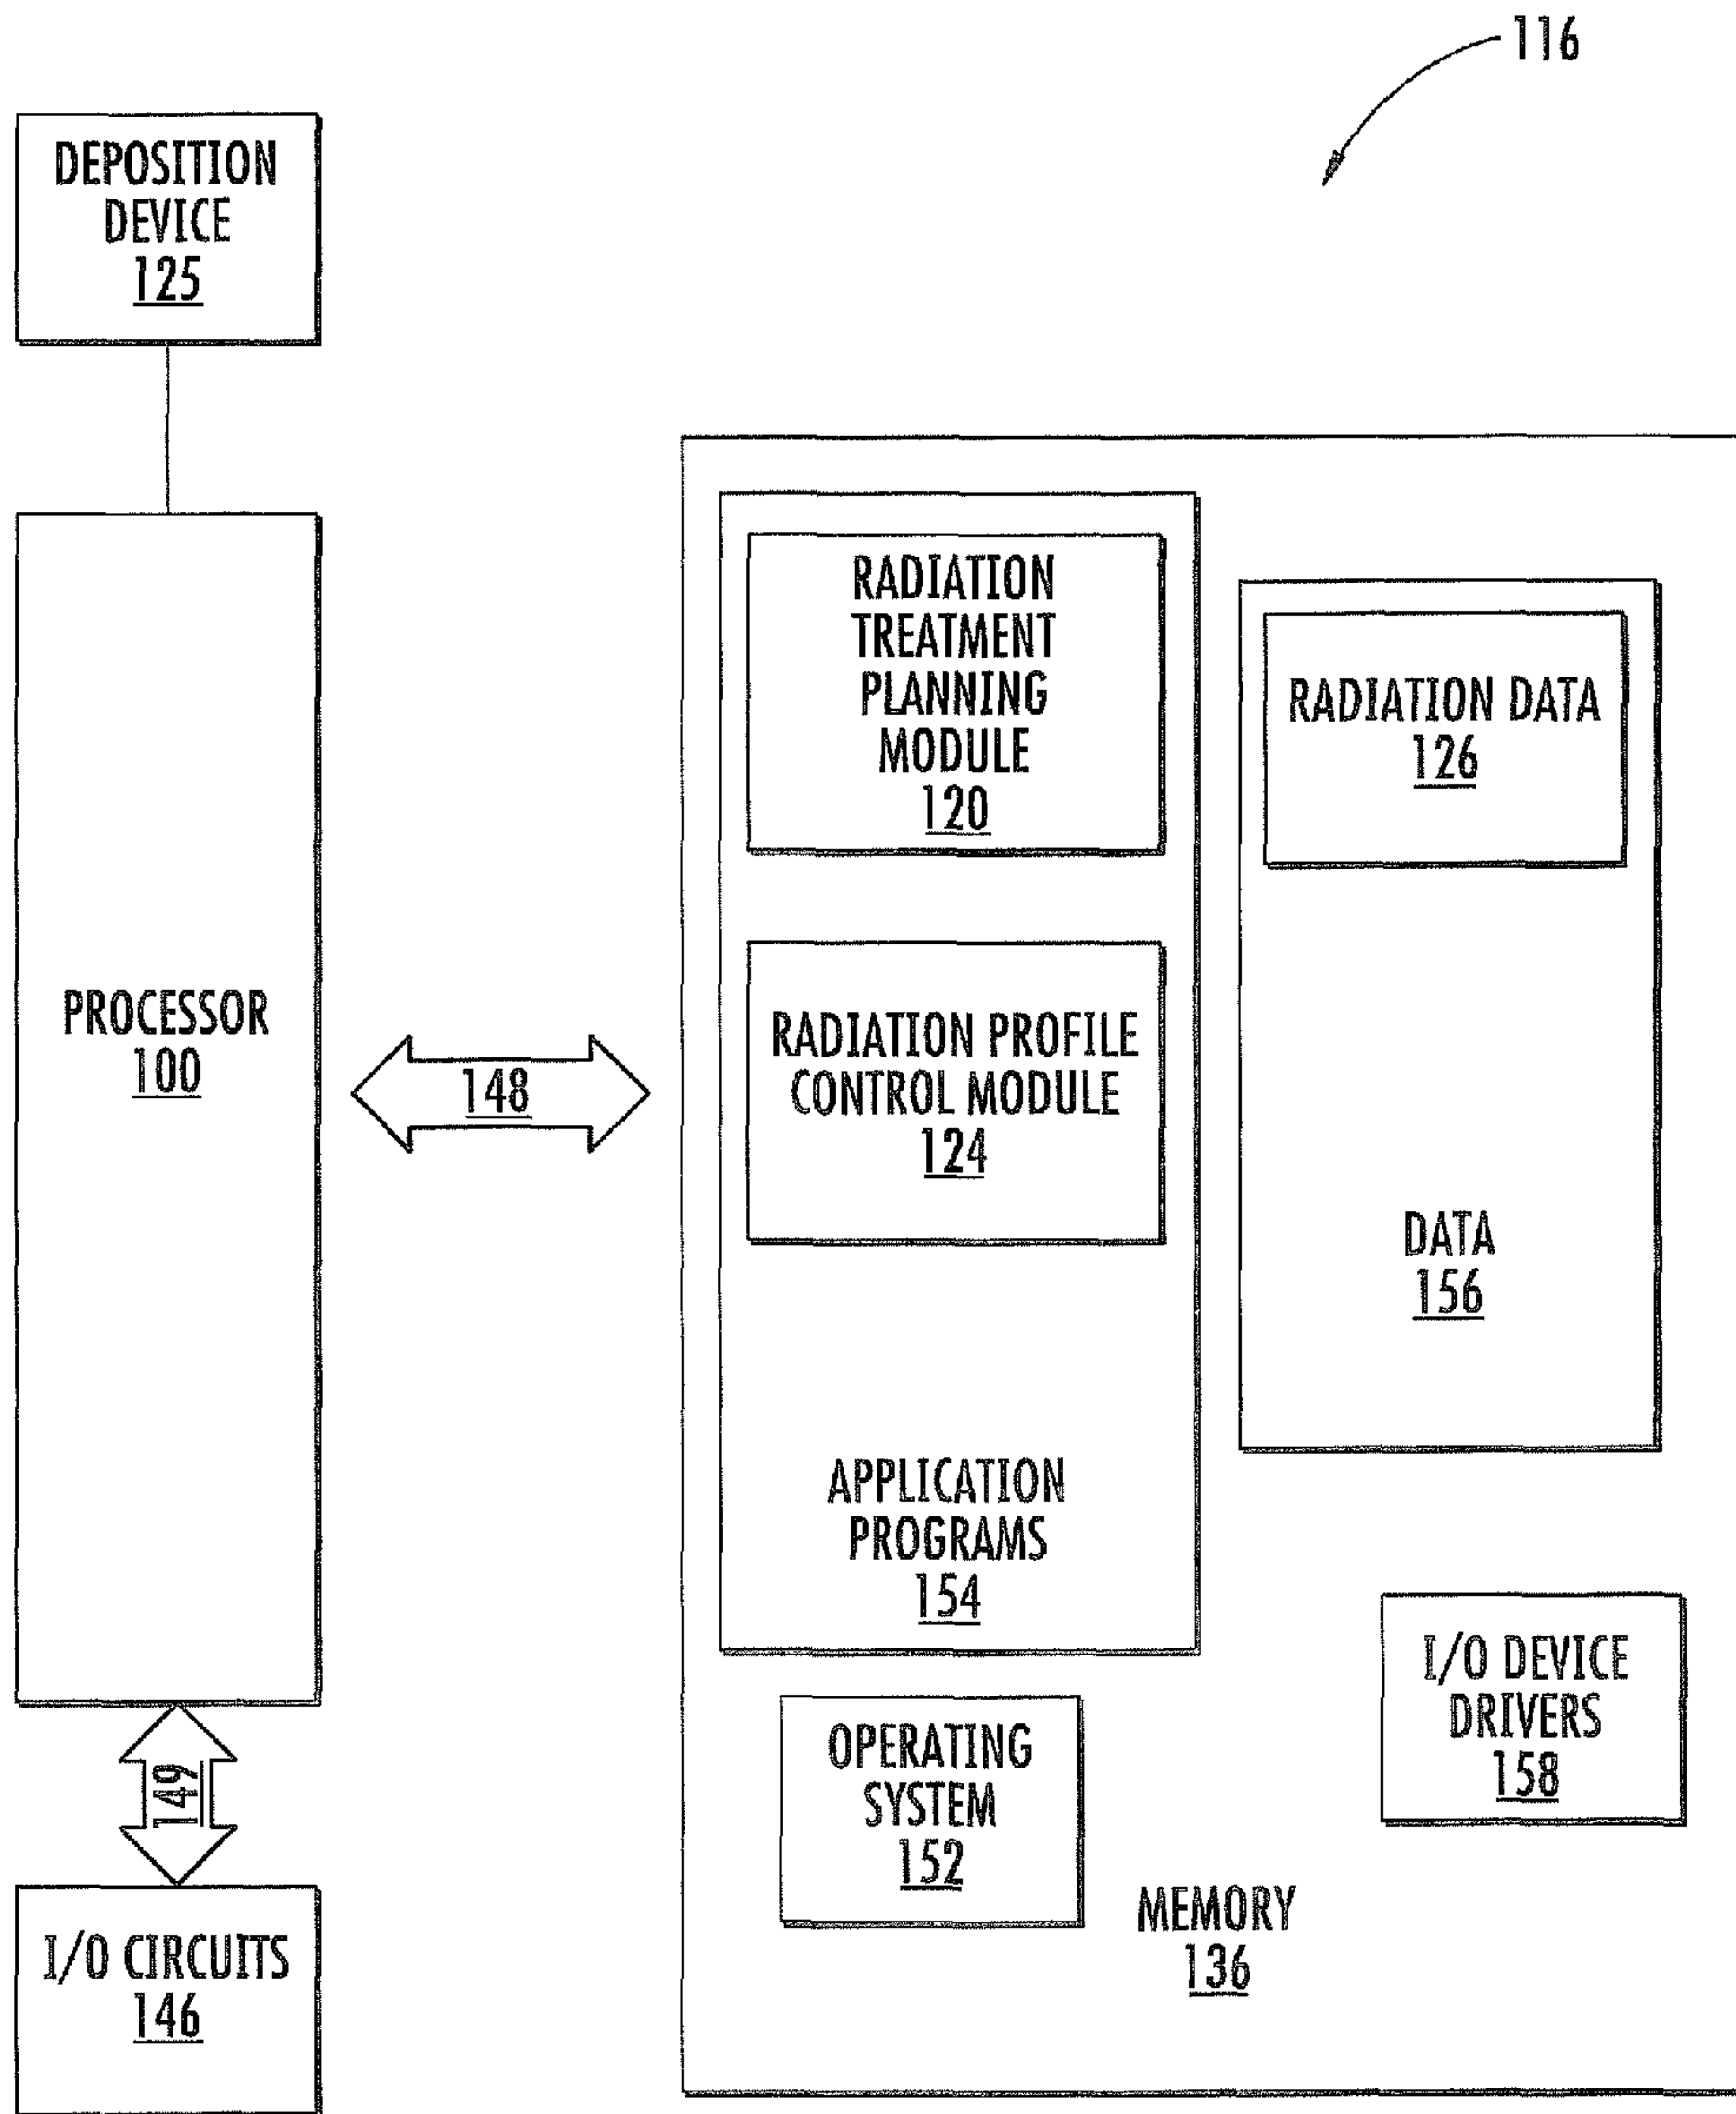 116
DEPOSITION
DEVICE
125
PROCESSOR
100
148
149
I/O CIRCUITS
146
RADIATION
TREATMENT
PLANNING
MODULE
120
RADIATION PROFILE
CONTROL MODULE
124
APPLICATION
PROGRAMS
154
RADIATION DATA
126
DATA
156
OPERATING
SYSTEM
152
I/O DEVICE
DRIVERS
158
MEMORY
136